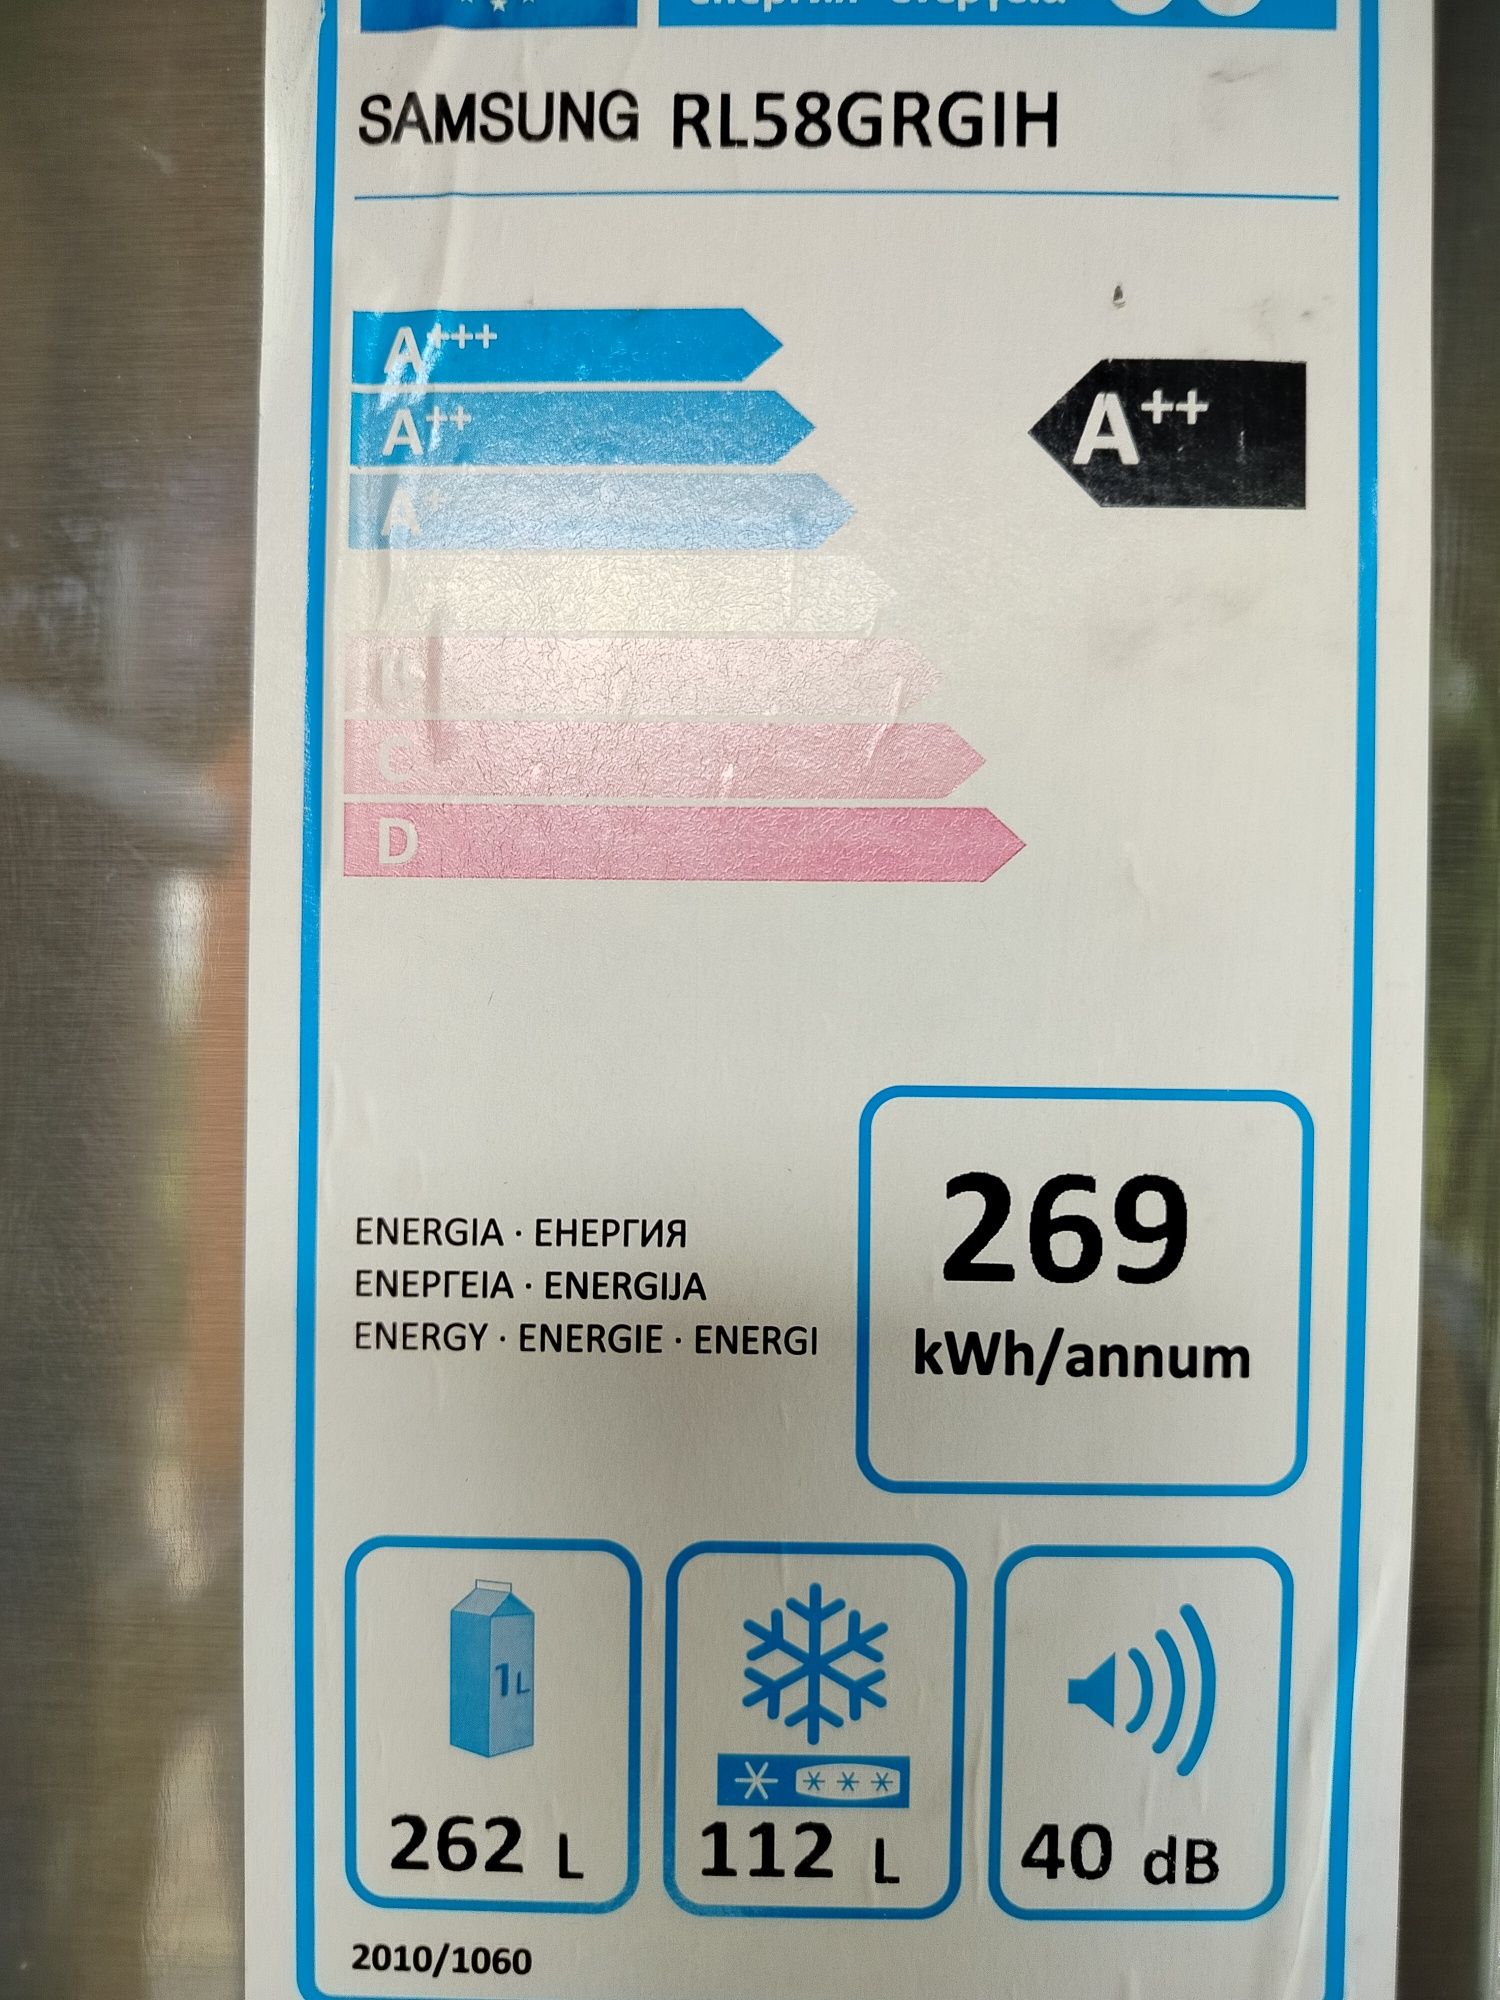 SAMSUNG RL58GRGIH
A+++
A++
A++
A+
C
D
269
kWh/annum
ENERGIA · ЕНЕРГИЯ
ΕΝΕΡΓΕΙΑ · ENERGIJA
ENERGY · ENERGIE · ENERGI
1L
262 L
112 L
40 dB
2010/1060